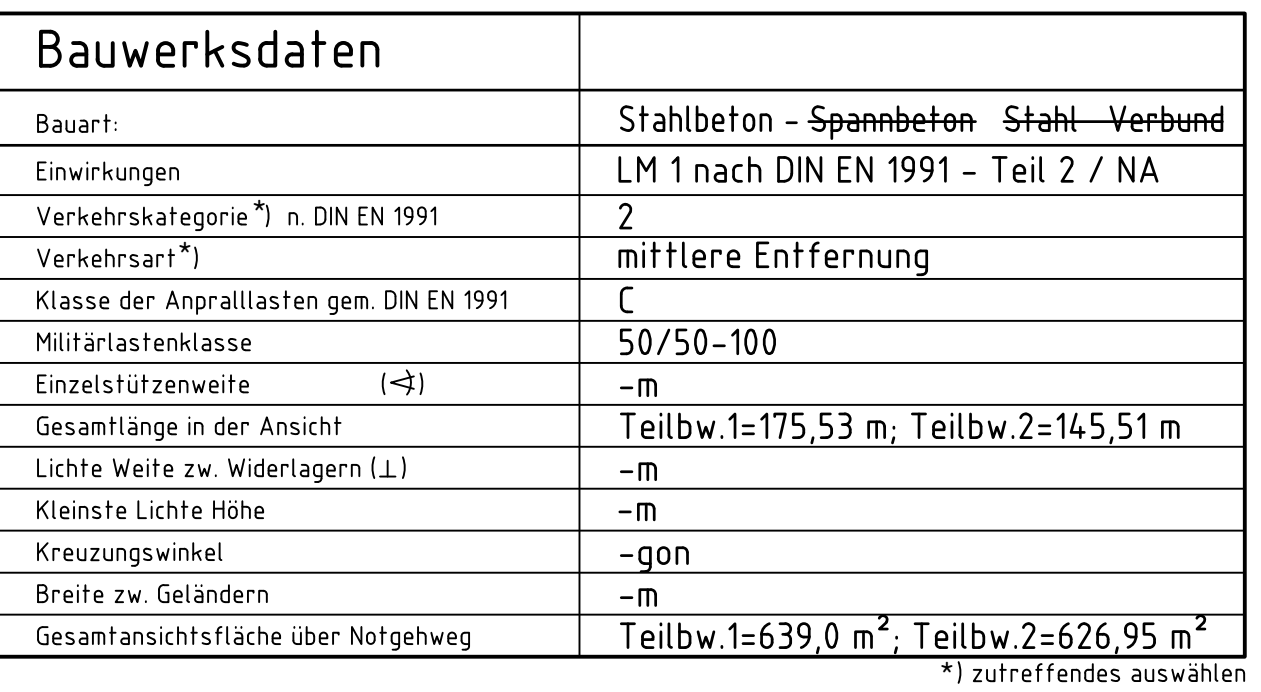 Bauwerksdaten
Bauart: Stahlbeton - Spannbeton Stahl Verbund
Einwirkungen LM 1 nach DIN EN 1991 - Teil 2 / NA
Verkehrskategorie*) n. DIN EN 1991 2
Verkehrsart*) mittlere Entfernung
Klasse der Anpralllasten gem. DIN EN 1991 C
Militärlastenklasse 50/50-100
Einzelstützenweite (∢) -m
Gesamtlänge in der Ansicht Teilbw.1=175,53 m; Teilbw.2=145,51 m
Lichte Weite zw. Widerlagern (⊥) -m
Kleinste Lichte Höhe -m
Kreuzungswinkel -gon
Breite zw. Geländern -m
Gesamtansichtsfläche über Notgehweg Teilbw.1=639,0 m²; Teilbw.2=626,95 m²
*) zutreffendes auswählen